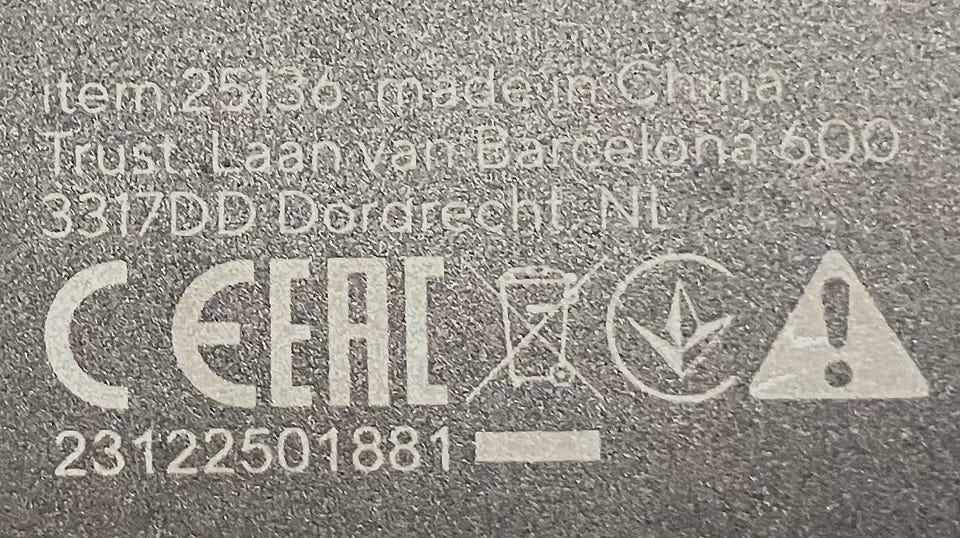 item 25136 made in China
Trust. Laan van Barcelona 600
3317DD Dordrecht, NL
CE EAC
23122501881